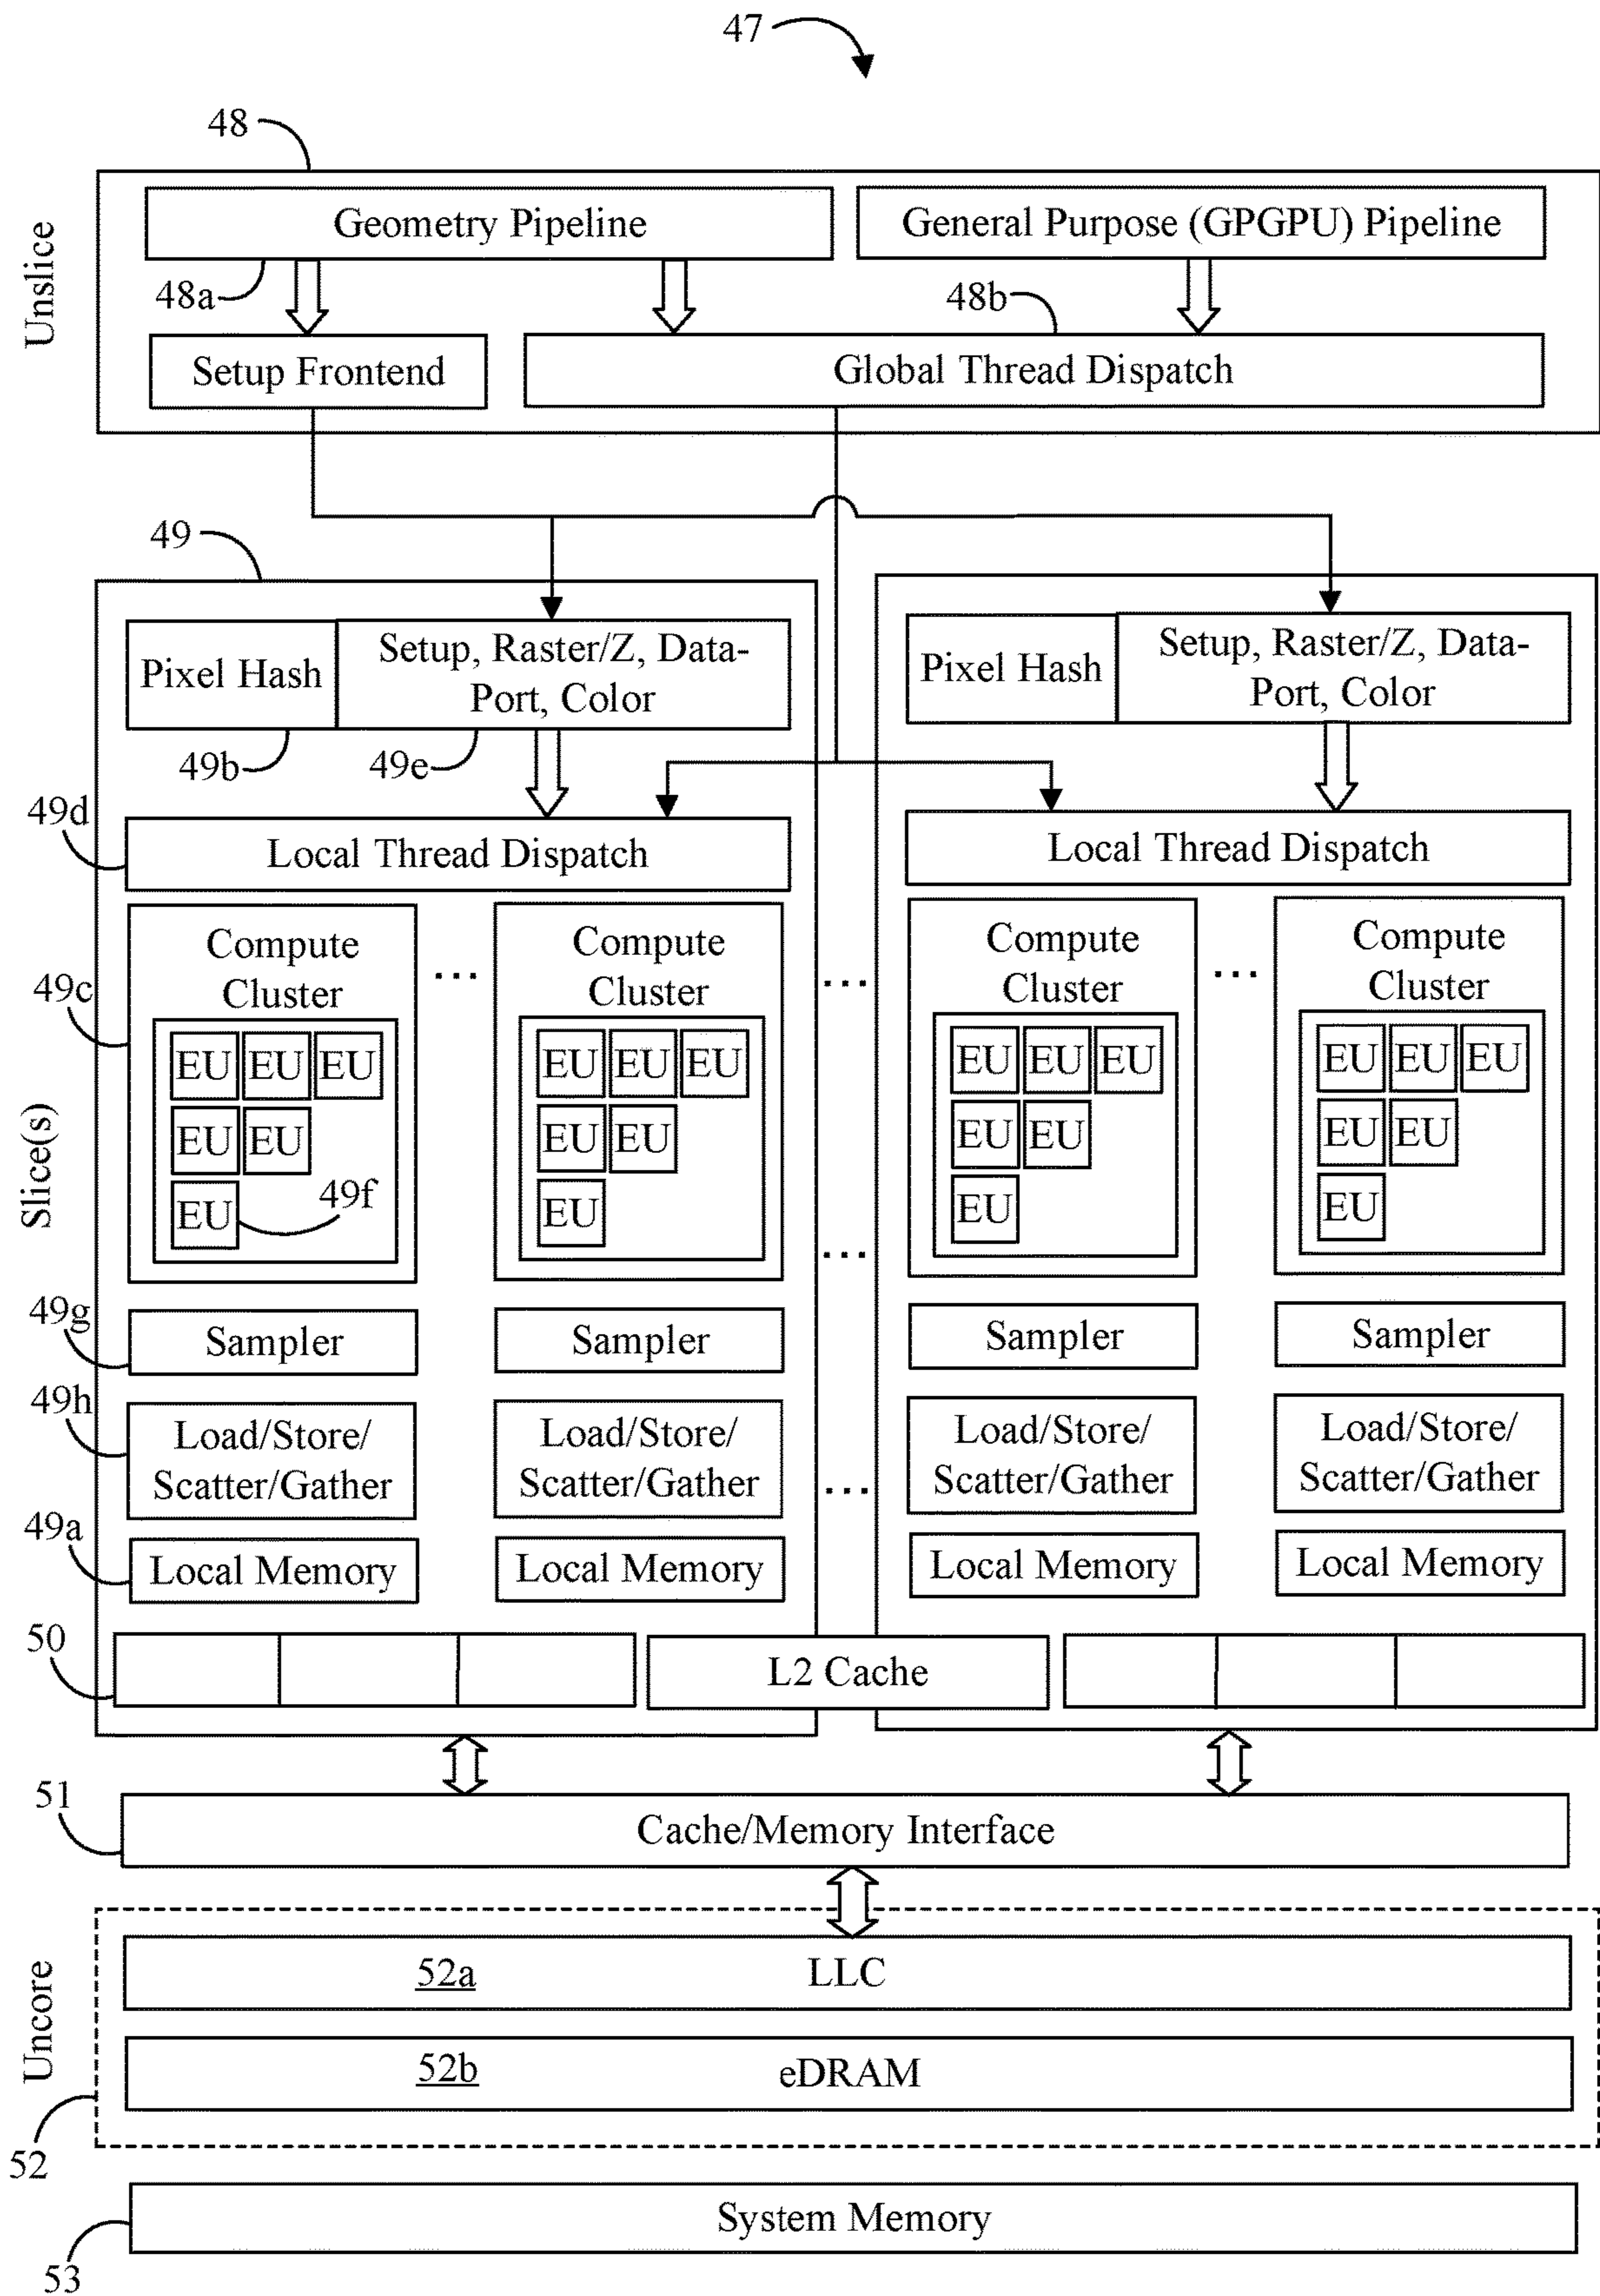 47
48
Unslice
Geometry Pipeline
General Purpose (GPGPU) Pipeline
48a
48b
Setup Frontend
Global Thread Dispatch
49
Pixel Hash
Setup, Raster/Z, Data-
Port, Color
Pixel Hash
Setup, Raster/Z, Data-
Port, Color
49b
49e
49d
Local Thread Dispatch
Local Thread Dispatch
Slice(s)
49c
Compute
Cluster
...
Compute
Cluster
...
Compute
Cluster
...
Compute
Cluster
EU EU EU
EU EU
EU
49f
EU EU EU
EU EU
EU
...
EU EU EU
EU EU
EU
EU EU EU
EU EU
EU
49g
Sampler
Sampler
Sampler
Sampler
49h
Load/Store/
Scatter/Gather
Load/Store/
Scatter/Gather
...
Load/Store/
Scatter/Gather
Load/Store/
Scatter/Gather
49a
Local Memory
Local Memory
Local Memory
Local Memory
50
L2 Cache
51
Cache/Memory Interface
Uncore
52a LLC
52b eDRAM
52
System Memory
53